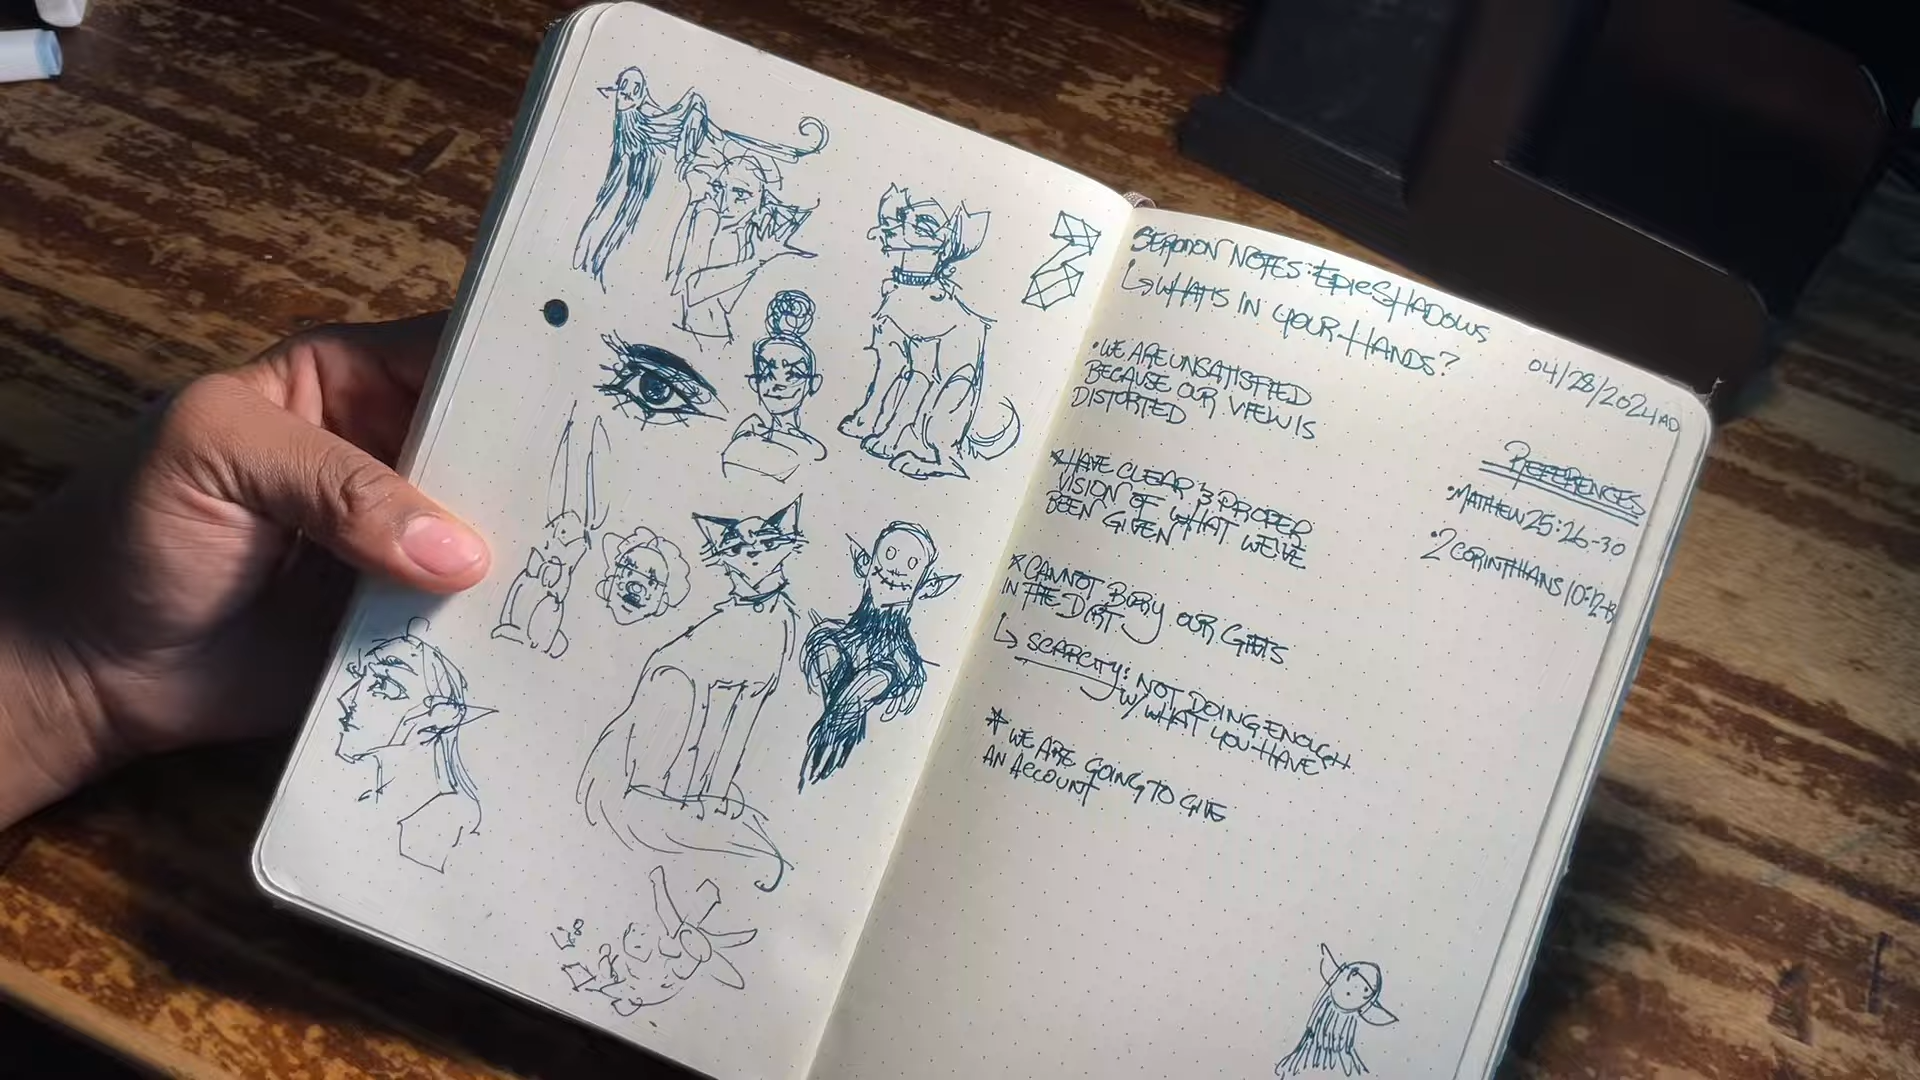 SERMON NOTES: EPIC SHADOWS
WHAT'S IN YOUR HANDS?
04/28/2024 AD
• WE ARE UNSATISFIED
BECAUSE OUR VIEW IS
DISTORTED
REFERENCES
• MATTHEW 25:26-30
• 2 CORINTHIANS 10:12-
* HAVE CLEAR & PROPER
VISION OF WHAT WE'VE
BEEN GIVEN
* CANNOT BURY OUR GIFTS
IN THE DIRT
SCARCITY: NOT DOING ENOUGH
W/ WHAT YOU HAVE
* WE ARE GOING TO GIVE
AN ACCOUNT